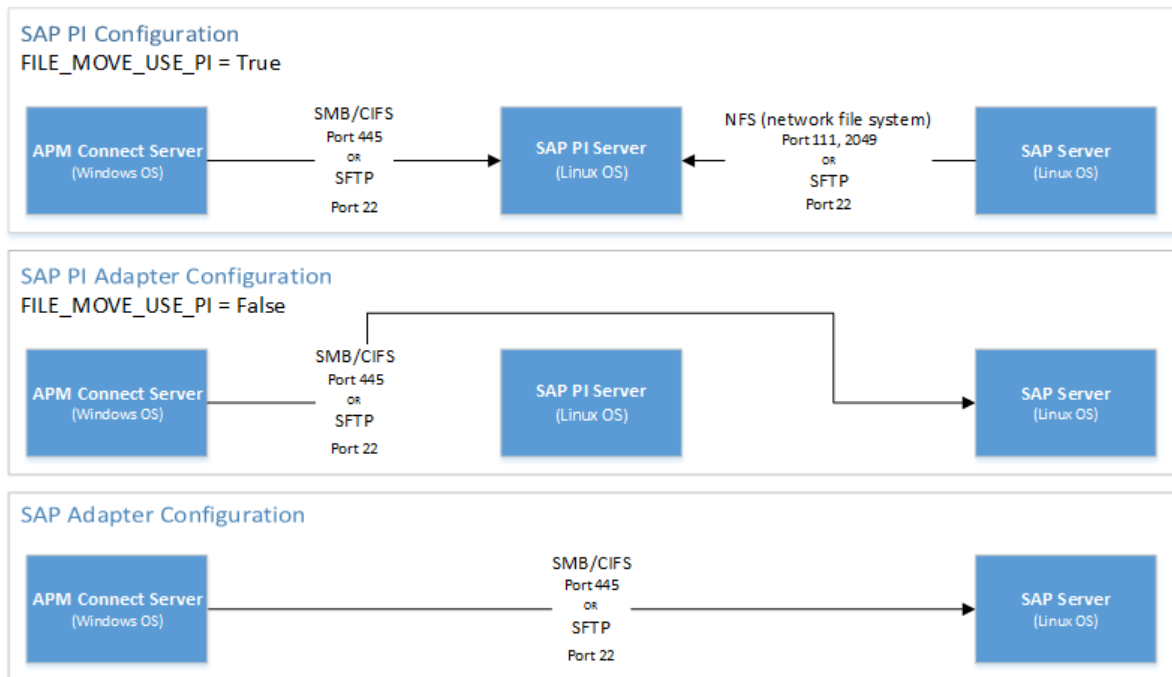 SAP PI Configuration
FILE_MOVE_USE_PI = True
APM Connect Server
(Windows OS)
SMB/CIFS
Port 445
OR
SFTP
Port 22
SAP PI Server
(Linux OS)
NFS (network file system)
Port 111, 2049
OR
SFTP
Port 22
SAP Server
(Linux OS)
SAP PI Adapter Configuration
FILE_MOVE_USE_PI = False
APM Connect Server
(Windows OS)
SMB/CIFS
Port 445
OR
SFTP
Port 22
SAP PI Server
(Linux OS)
SAP Server
(Linux OS)
SAP Adapter Configuration
APM Connect Server
(Windows OS)
SMB/CIFS
Port 445
OR
SFTP
Port 22
SAP Server
(Linux OS)